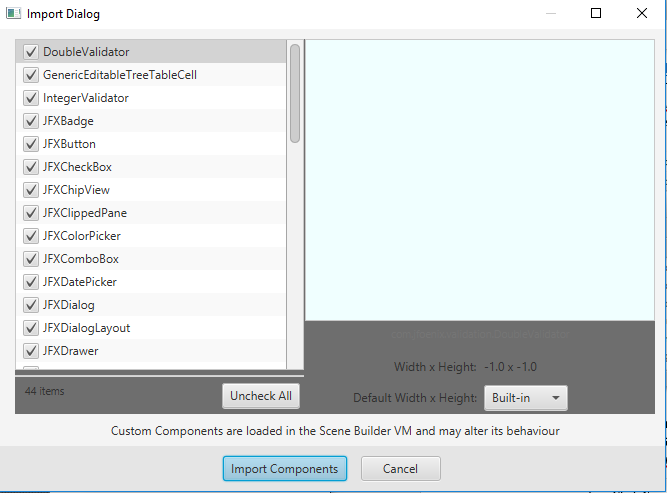 Import Dialog
DoubleValidator
GenericEditableTreeTableCell
IntegerValidator
JFXBadge
JFXButton
JFXCheckBox
JFXChipView
JFXClippedPane
JFXColorPicker
JFXComboBox
JFXDatePicker
JFXDialog
JFXDialogLayout
JFXDrawer
44 items
Uncheck All
Width x Height: -1.0 x -1.0
Default Width x Height: Built-in
Custom Components are loaded in the Scene Builder VM and may alter its behaviour
Import Components
Cancel